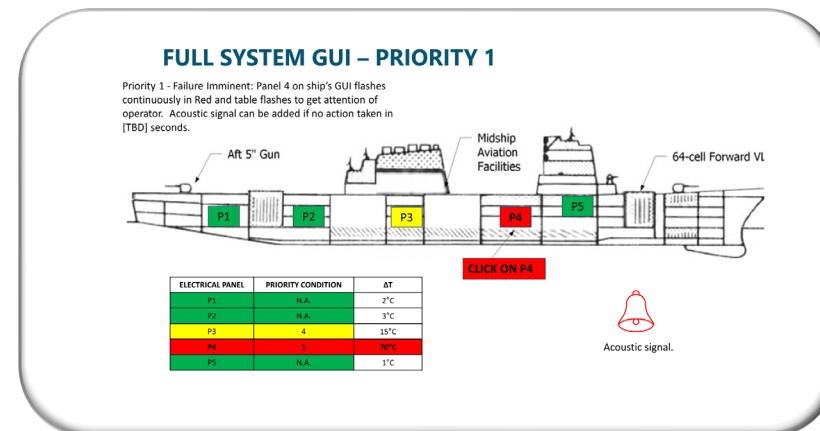 FULL SYSTEM GUI – PRIORITY 1
Priority 1 - Failure Imminent: Panel 4 on ship's GUI flashes
continuously in Red and table flashes to get attention of
operator. Acoustic signal can be added if no action taken in
[TBD] seconds.
Aft 5" Gun
Midship
Aviation
Facilities
64-cell Forward VL
P1
P2
P3
P4
P5
CLICK ON P4
ELECTRICAL PANEL PRIORITY CONDITION ΔT
P1 N.A. 2°C
P2 N.A. 3°C
P3 4 15°C
P4 1 70°C
P5 N.A. 1°C
Acoustic signal.